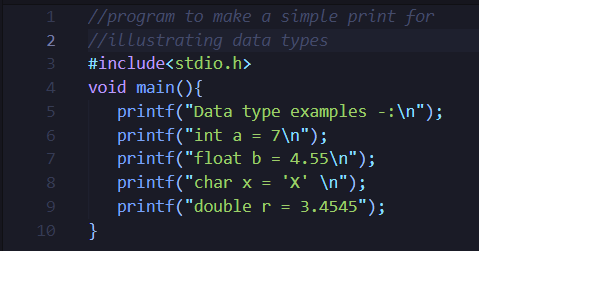 1 //program to make a simple print for
2 //illustrating data types
3 #include<stdio.h>
4 void main(){
5 printf("Data type examples -:\n");
6 printf("int a = 7\n");
7 printf("float b = 4.55\n");
8 printf("char x = 'X' \n");
9 printf("double r = 3.4545");
10 }